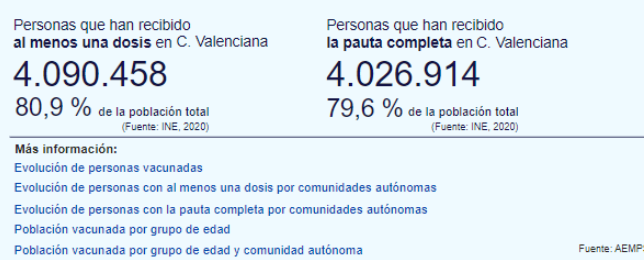 Personas que han recibido
al menos una dosis en C. Valenciana
4.090.458
80,9 % de la población total
(Fuente: INE, 2020)
Personas que han recibido
la pauta completa en C. Valenciana
4.026.914
79,6 % de la población total
(Fuente: INE, 2020)
Más información:
Evolución de personas vacunadas
Evolución de personas con al menos una dosis por comunidades autónomas
Evolución de personas con la pauta completa por comunidades autónomas
Población vacunada por grupo de edad
Población vacunada por grupo de edad y comunidad autónoma
Fuente: AEMP